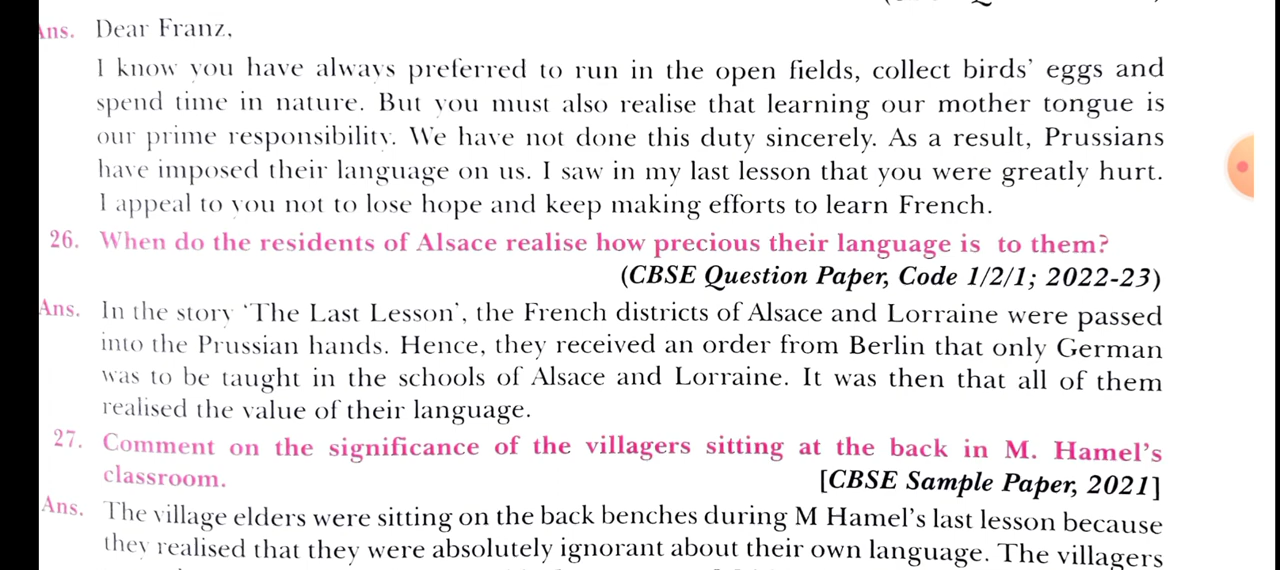 Ans. Dear Franz,
I know you have always preferred to run in the open fields, collect birds' eggs and
spend time in nature. But you must also realise that learning our mother tongue is
our prime responsibility. We have not done this duty sincerely. As a result, Prussians
have imposed their language on us. I saw in my last lesson that you were greatly hurt.
I appeal to you not to lose hope and keep making efforts to learn French.
26. When do the residents of Alsace realise how precious their language is to them?
(CBSE Question Paper, Code 1/2/1; 2022-23)
Ans. In the story 'The Last Lesson', the French districts of Alsace and Lorraine were passed
into the Prussian hands. Hence, they received an order from Berlin that only German
was to be taught in the schools of Alsace and Lorraine. It was then that all of them
realised the value of their language.
27. Comment on the significance of the villagers sitting at the back in M. Hamel's
classroom. [CBSE Sample Paper, 2021]
Ans. The village elders were sitting on the back benches during M Hamel's last lesson because
they realised that they were absolutely ignorant about their own language. The villagers